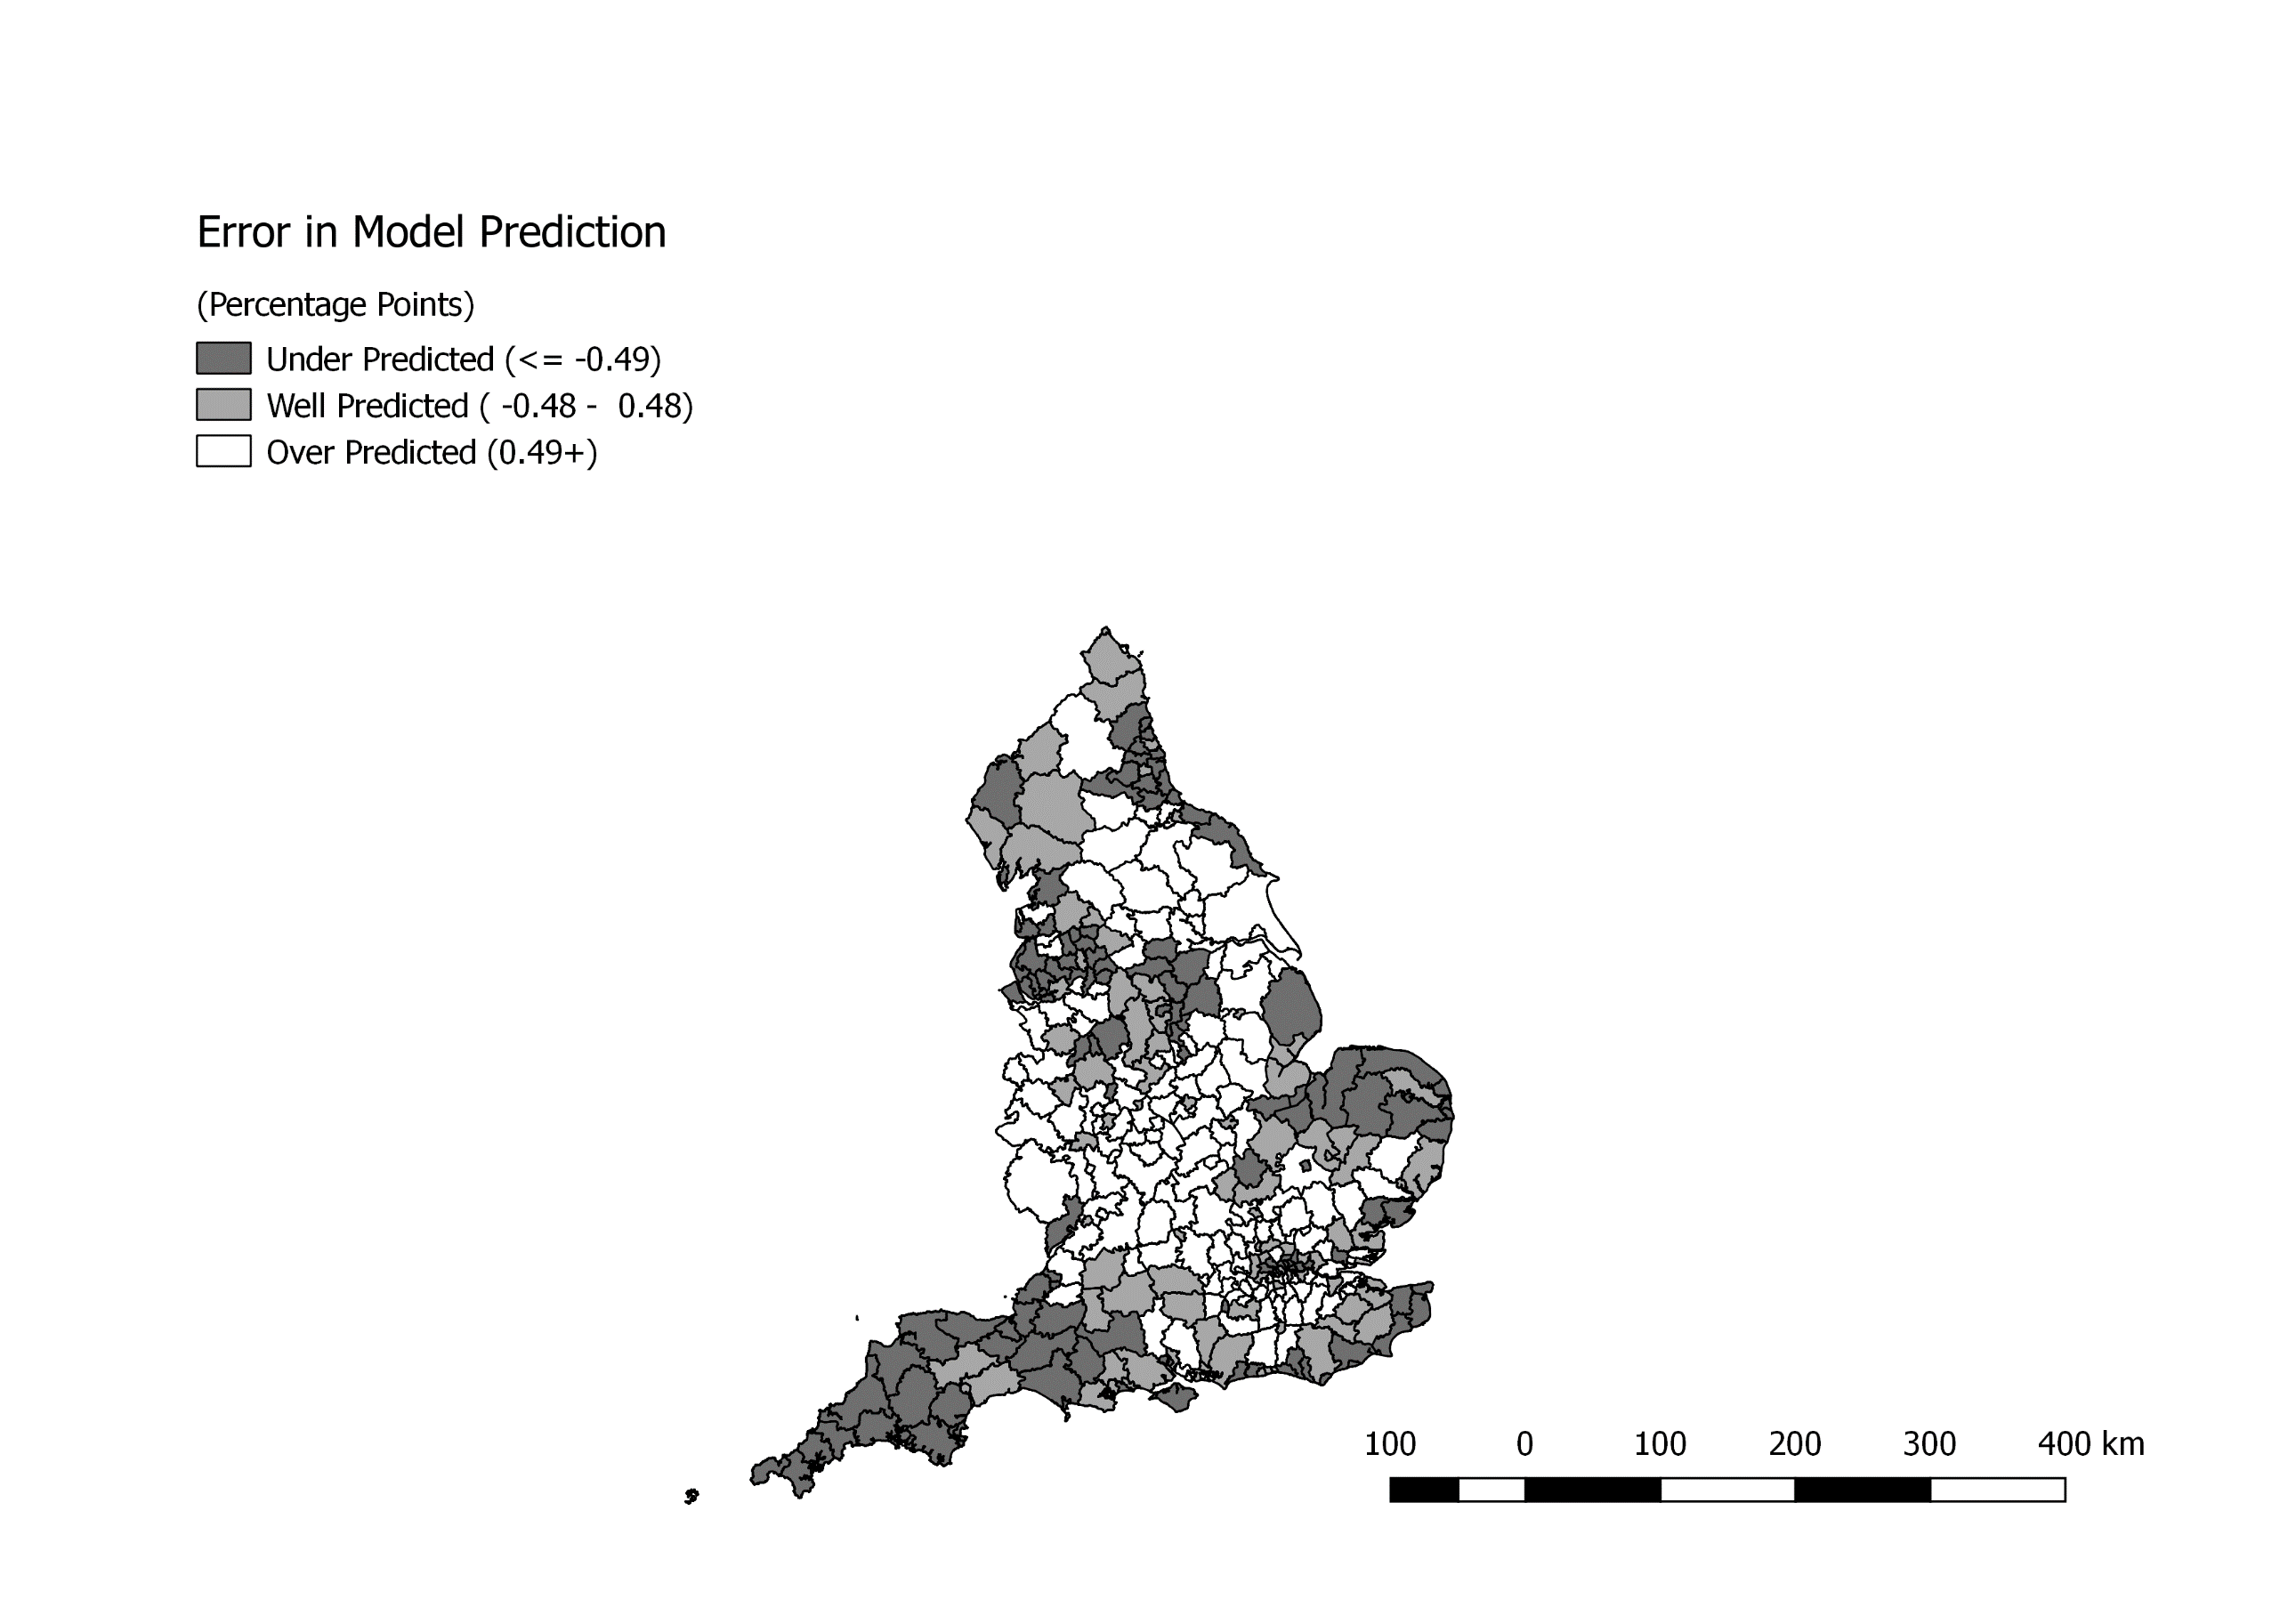 Error in Model Prediction
(Percentage Points)
Under Predicted (<= -0.49)
Well Predicted ( -0.48 -  0.48)
Over Predicted (0.49+)
100 0 100 200 300 400 km